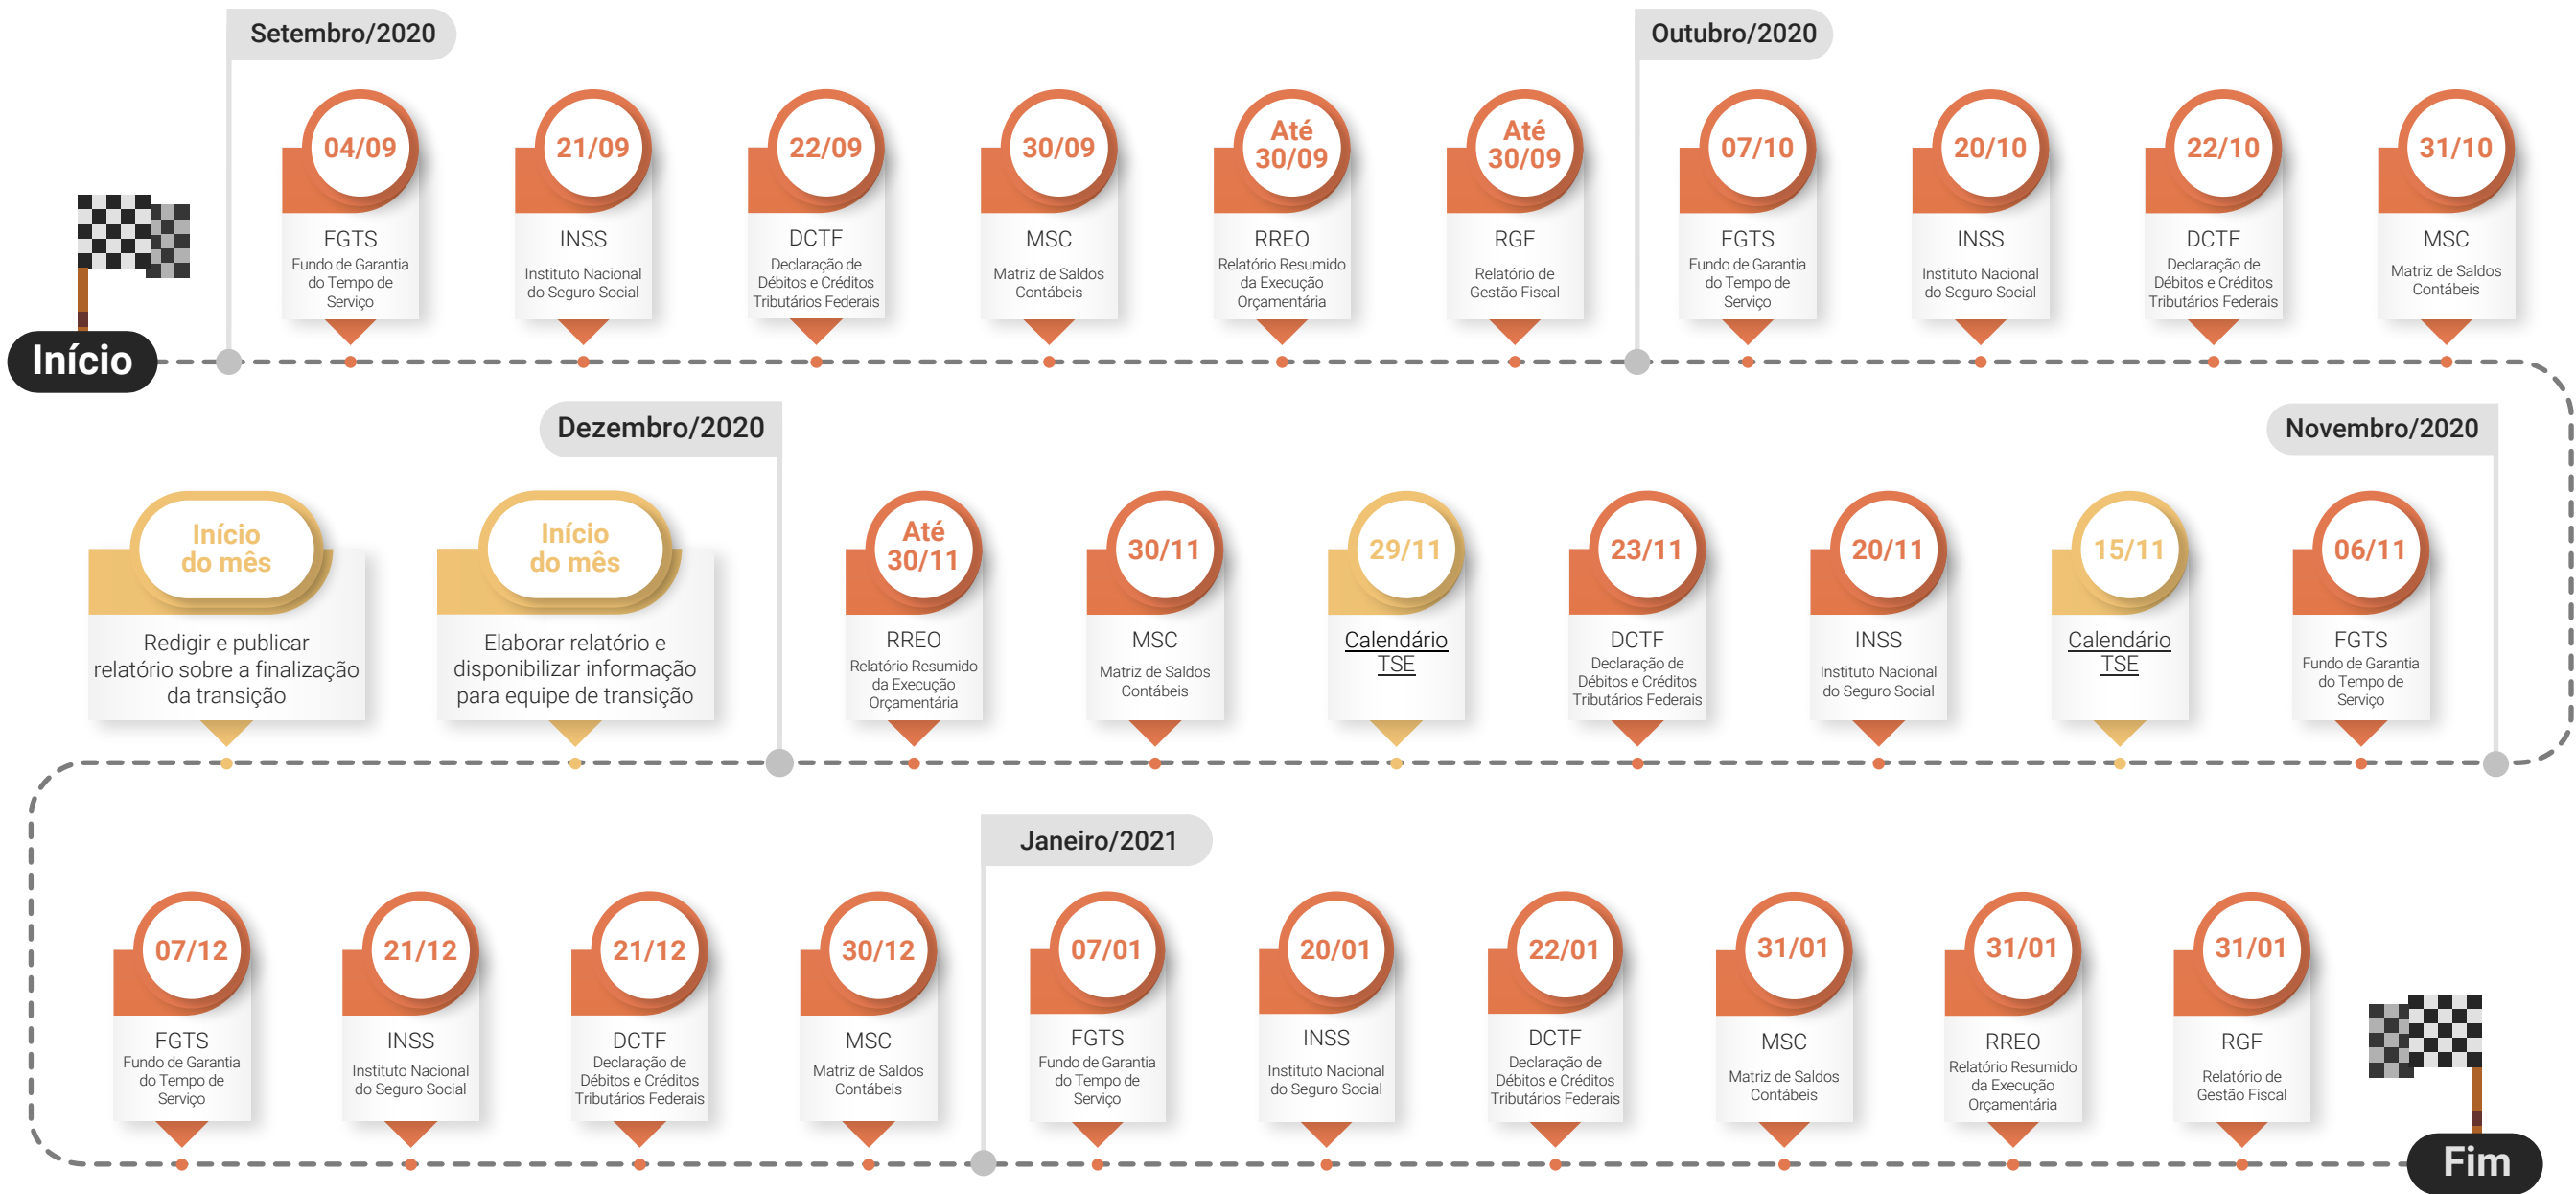 Setembro/2020
Outubro/2020
04/09
FGTS
Fundo de Garantia
do Tempo de
Serviço
21/09
INSS
Instituto Nacional
do Seguro Social
22/09
DCTF
Declaração de
Débitos e Créditos
Tributários Federais
30/09
MSC
Matriz de Saldos
Contábeis
Até
30/09
RREO
Relatório Resumido
da Execução
Orçamentária
Até
30/09
RGF
Relatório de
Gestão Fiscal
07/10
FGTS
Fundo de Garantia
do Tempo de
Serviço
20/10
INSS
Instituto Nacional
do Seguro Social
22/10
DCTF
Declaração de
Débitos e Créditos
Tributários Federais
31/10
MSC
Matriz de Saldos
Contábeis
Início
Dezembro/2020
Novembro/2020
Início
do mês
Redigir e publicar
relatório sobre a finalização
da transição
Início
do mês
Elaborar relatório e
disponibilizar informação
para equipe de transição
Até
30/11
RREO
Relatório Resumido
da Execução
Orçamentária
30/11
MSC
Matriz de Saldos
Contábeis
29/11
Calendário
TSE
23/11
DCTF
Declaração de
Débitos e Créditos
Tributários Federais
20/11
INSS
Instituto Nacional
do Seguro Social
15/11
Calendário
TSE
06/11
FGTS
Fundo de Garantia
do Tempo de
Serviço
Janeiro/2021
07/12
FGTS
Fundo de Garantia
do Tempo de
Serviço
21/12
INSS
Instituto Nacional
do Seguro Social
21/12
DCTF
Declaração de
Débitos e Créditos
Tributários Federais
30/12
MSC
Matriz de Saldos
Contábeis
07/01
FGTS
Fundo de Garantia
do Tempo de
Serviço
20/01
INSS
Instituto Nacional
do Seguro Social
22/01
DCTF
Declaração de
Débitos e Créditos
Tributários Federais
31/01
MSC
Matriz de Saldos
Contábeis
31/01
RREO
Relatório Resumido
da Execução
Orçamentária
31/01
RGF
Relatório de
Gestão Fiscal
Fim